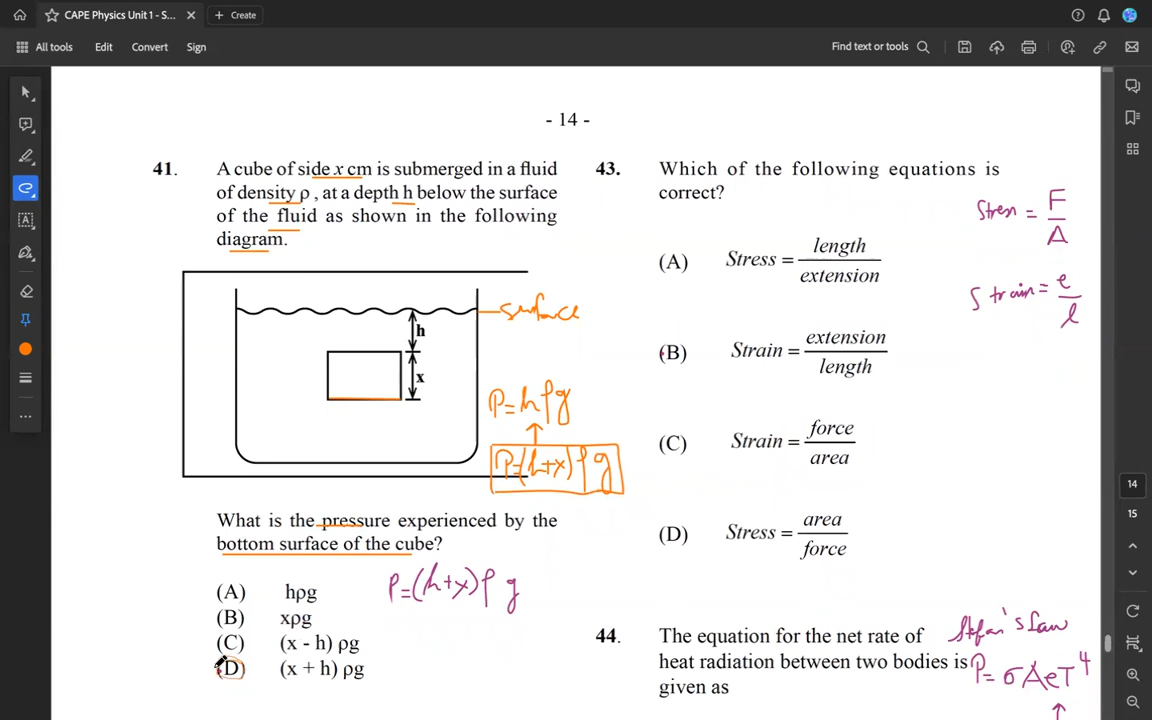 CAPE Physics Unit 1 - S...
Create
All tools
Edit
Convert
Sign
Find text or tools
- 14 -
41.
A cube of side x cm is submerged in a fluid
of density ρ , at a depth h below the surface
of the fluid as shown in the following
diagram.
surface
h
x
P=hρg
P=(h+x)ρg
What is the pressure experienced by the
bottom surface of the cube?
P=(h+x)ρg
(A) hρg
(B) xρg
(C) (x - h) ρg
(D) (x + h) ρg
43.
Which of the following equations is
correct?
Stress = F/A
Strain = e/l
(A) Stress = length
extension
(B) Strain = extension
length
(C) Strain = force
area
(D) Stress = area
force
44.
The equation for the net rate of
heat radiation between two bodies is
given as
Stefan's Law
P= σAeT⁴
14
15